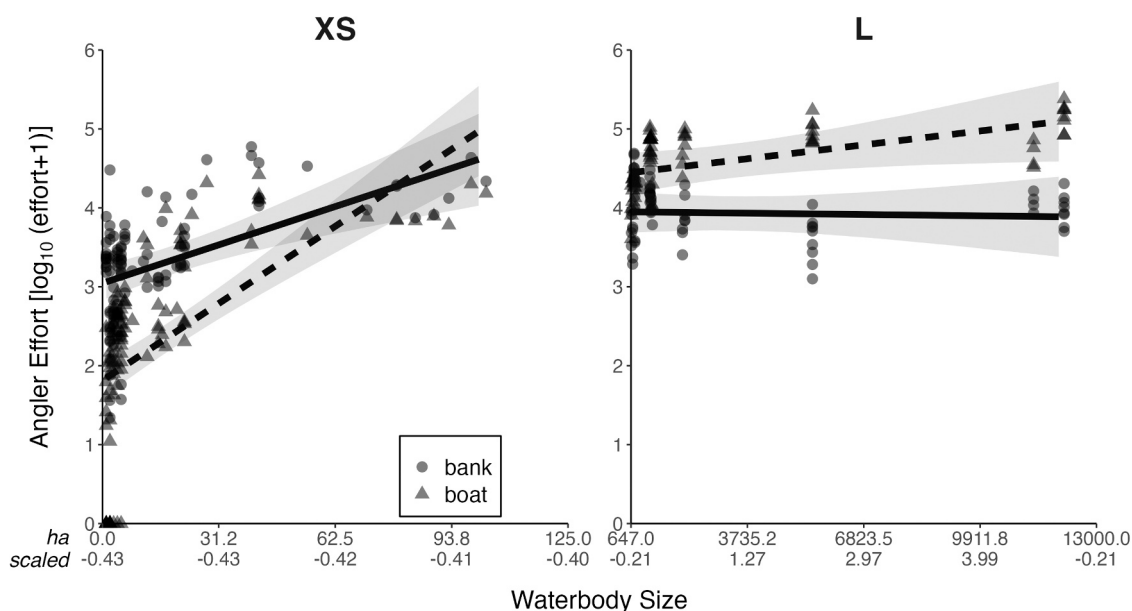 XS
L
Angler Effort [log10 (effort+1)]
6
5
4
3
2
1
0
6
5
4
3
2
1
0
bank
boat
ha
0.0 31.2 62.5 93.8 125.0
647.0 3735.2 6823.5 9911.8 13000.0
scaled
-0.43 -0.43 -0.42 -0.41 -0.40
-0.21 1.27 2.97 3.99 -0.21
Waterbody Size